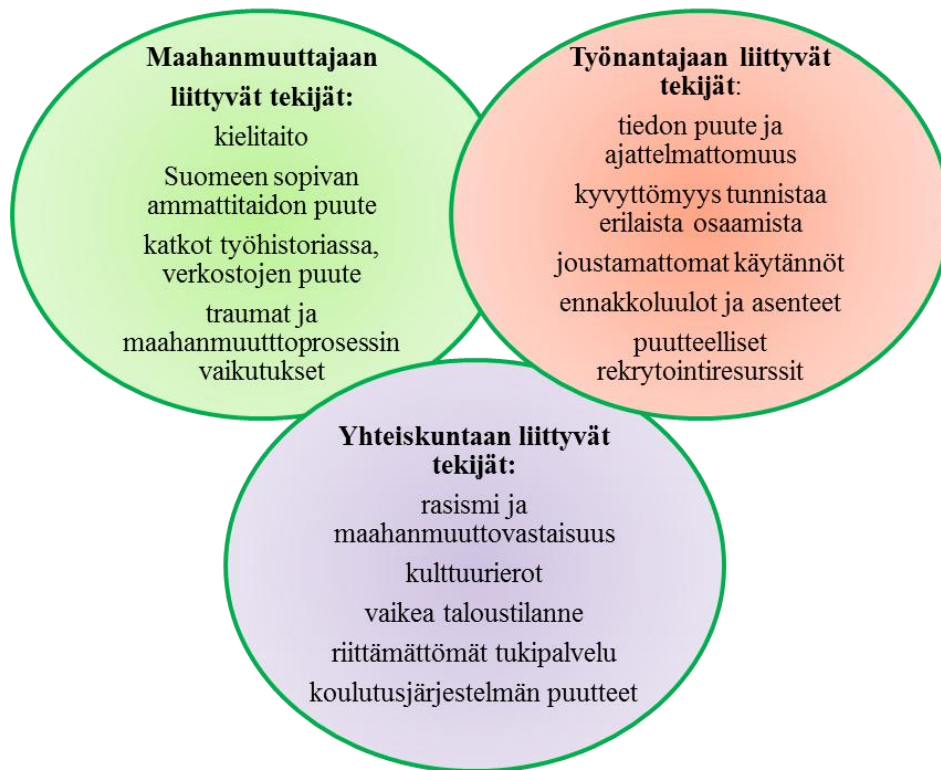 Maahanmuuttajaan
liittyvät tekijät:
kielitaito
Suomeen sopivan
ammattitaidon puute
katkot työhistoriassa,
verkostojen puute
traumat ja
maahanmuutttoprosessin
vaikutukset
Työnantajaan liittyvät
tekijät:
tiedon puute ja
ajattelmattomuus
kyvyttömyys tunnistaa
erilaista osaamista
joustamattomat käytännöt
ennakkoluulot ja asenteet
puutteelliset
rekrytointiresurssit
Yhteiskuntaan liittyvät
tekijät:
rasismi ja
maahanmuuttovastaisuus
kulttuurierot
vaikea taloustilanne
riittämättömät tukipalvelu
koulutusjärjestelmän puutteet